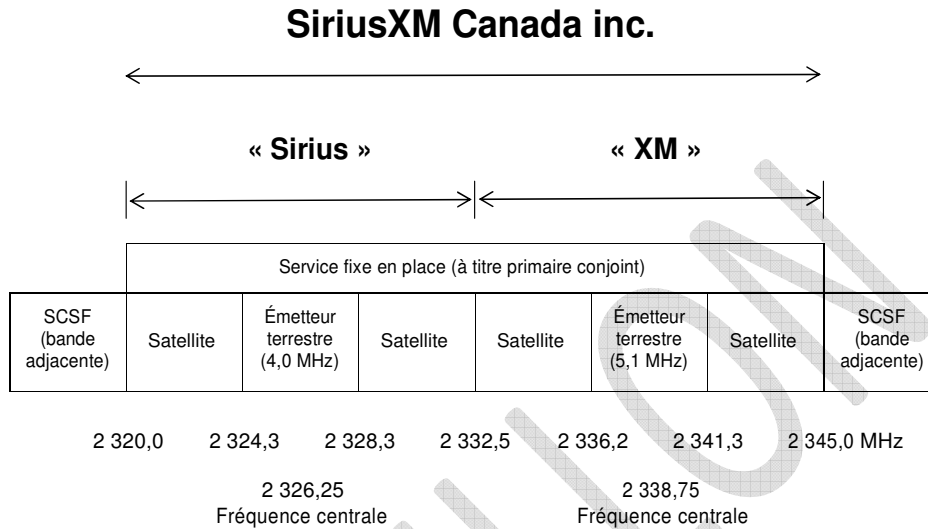 SiriusXM Canada inc.
« Sirius »
« XM »
Service fixe en place (à titre primaire conjoint)
SCSF
(bande
adjacente)
Satellite
Émetteur
terrestre
(4,0 MHz)
Satellite
Satellite
Émetteur
terrestre
(5,1 MHz)
Satellite
SCSF
(bande
adjacente)
2 320,0 2 324,3 2 328,3 2 332,5 2 336,2 2 341,3 2 345,0 MHz
2 326,25
Fréquence centrale
2 338,75
Fréquence centrale